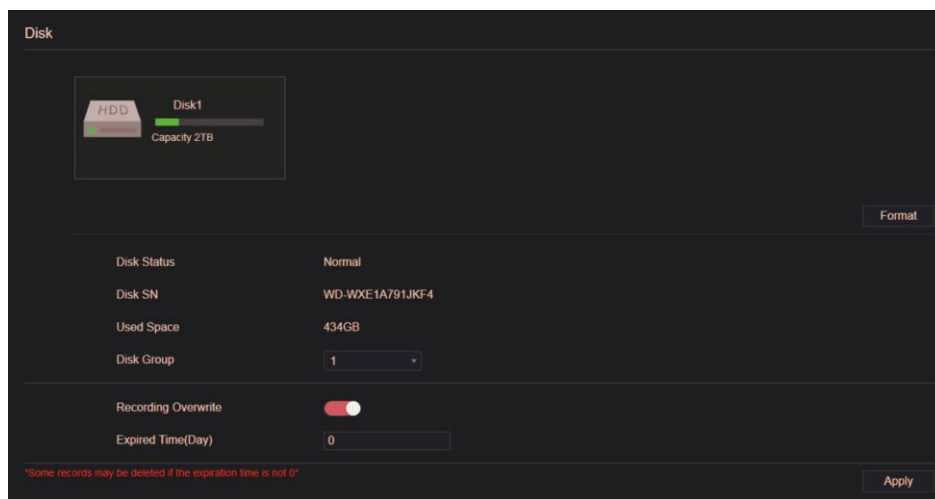 Disk
HDD
Disk1
Capacity 2TB
Format
Disk Status Normal
Disk SN WD-WXE1A791JKF4
Used Space 434GB
Disk Group 1
Recording Overwrite
Expired Time(Day) 0
*Some records may be deleted if the expiration time is not 0*
Apply